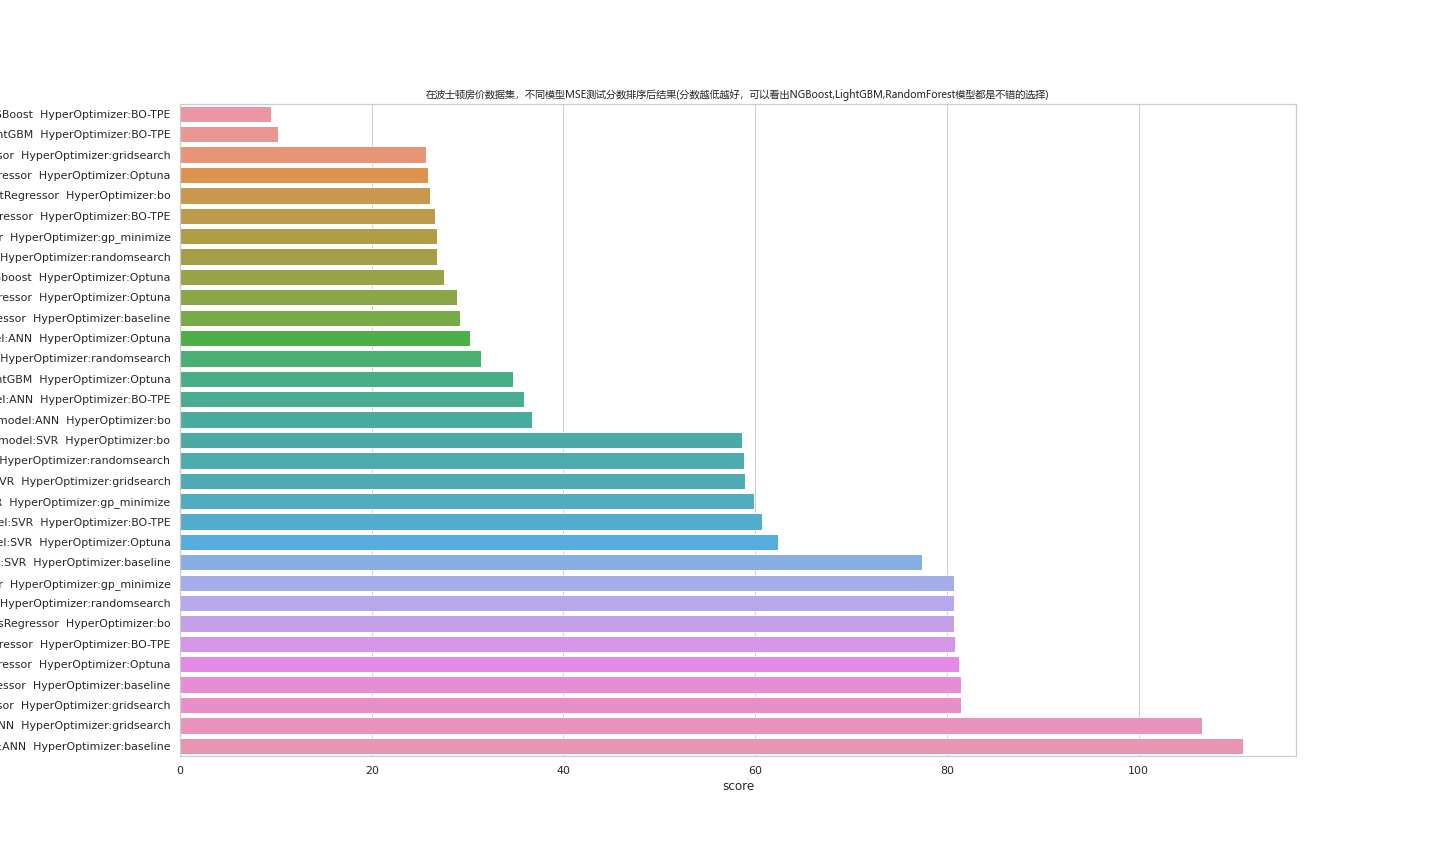 在波士顿房价数据集，不同模型MSE测试分数排序后结果(分数越低越好，可以看出NGBoost,LightGBM,RandomForest模型都是不错的选择)
GBoost HyperOptimizer:BO-TPE
htGBM HyperOptimizer:BO-TPE
sor HyperOptimizer:gridsearch
ressor HyperOptimizer:Optuna
tRegressor HyperOptimizer:bo
ressor HyperOptimizer:BO-TPE
r HyperOptimizer:gp_minimize
HyperOptimizer:randomsearch
boost HyperOptimizer:Optuna
ressor HyperOptimizer:Optuna
essor HyperOptimizer:baseline
el:ANN HyperOptimizer:Optuna
HyperOptimizer:randomsearch
htGBM HyperOptimizer:Optuna
el:ANN HyperOptimizer:BO-TPE
model:ANN HyperOptimizer:bo
model:SVR HyperOptimizer:bo
HyperOptimizer:randomsearch
VR HyperOptimizer:gridsearch
R HyperOptimizer:gp_minimize
el:SVR HyperOptimizer:BO-TPE
el:SVR HyperOptimizer:Optuna
:SVR HyperOptimizer:baseline
r HyperOptimizer:gp_minimize
HyperOptimizer:randomsearch
sRegressor HyperOptimizer:bo
ressor HyperOptimizer:BO-TPE
ressor HyperOptimizer:Optuna
essor HyperOptimizer:baseline
sor HyperOptimizer:gridsearch
NN HyperOptimizer:gridsearch
:ANN HyperOptimizer:baseline
0 20 40 60 80 100
score